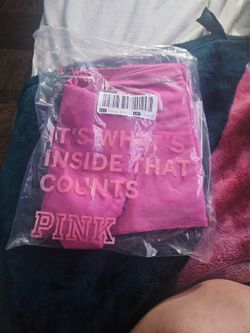 IT'S WHAT'S
INSIDE THAT
COUNTS
PINK